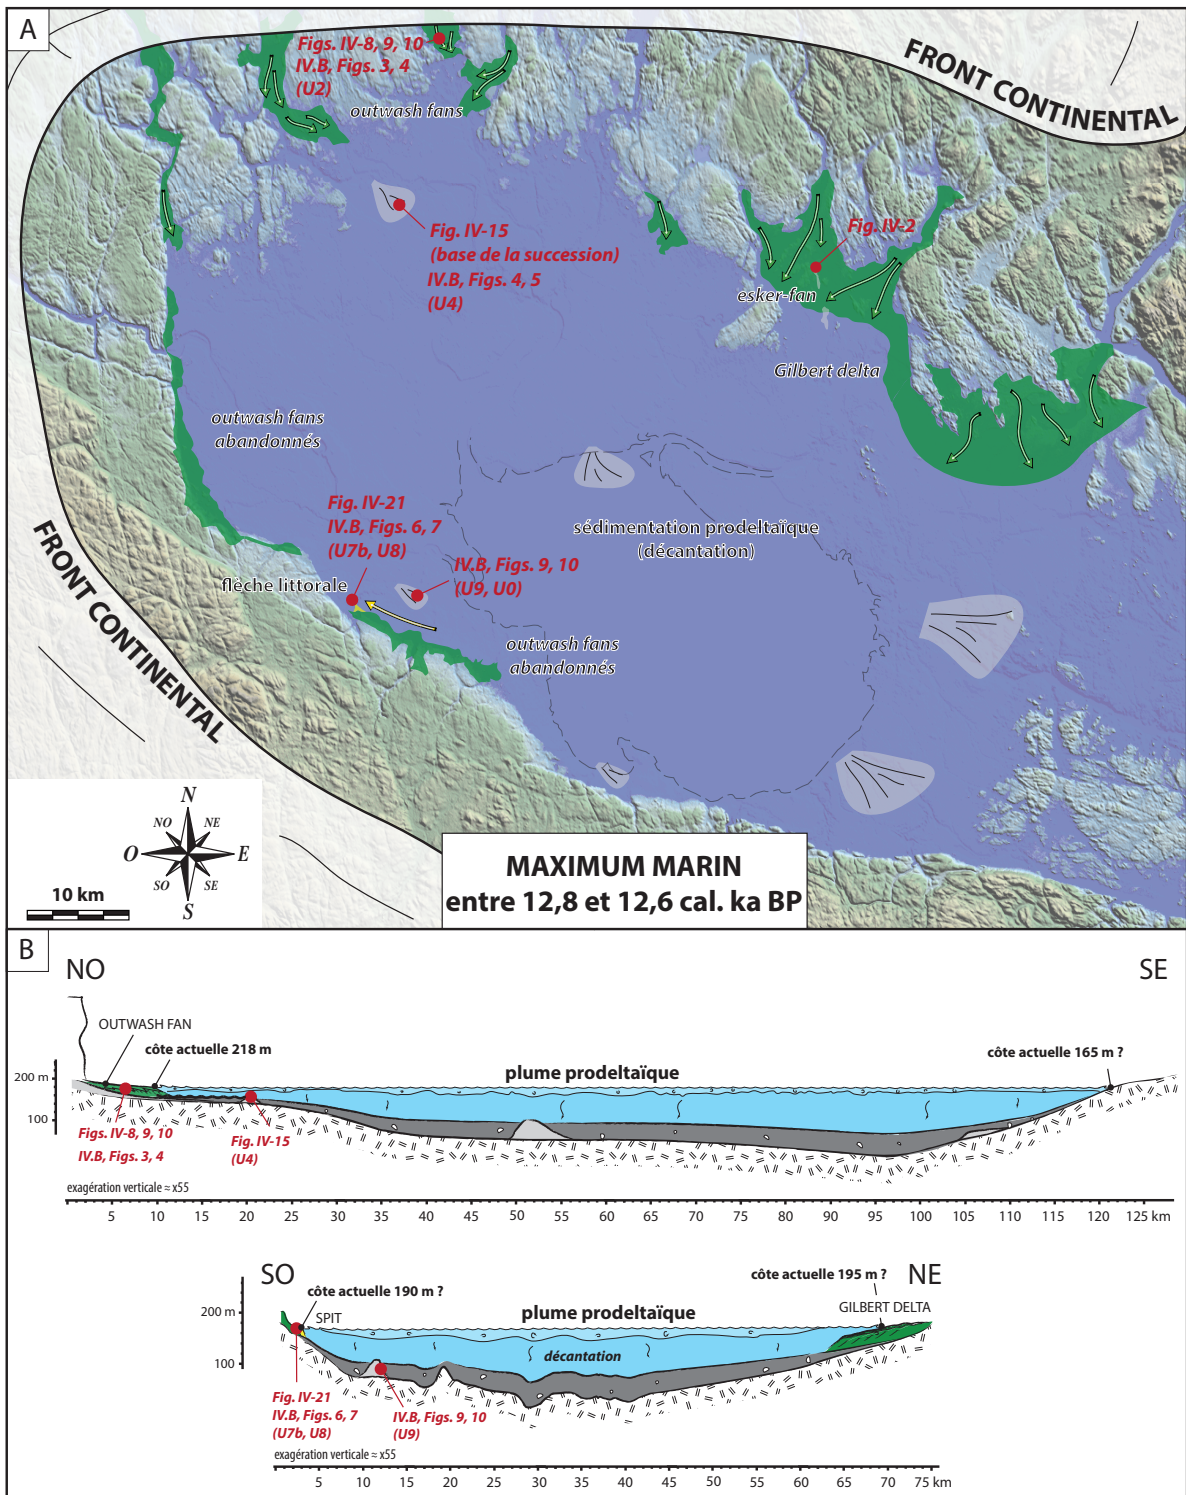 A
Figs. IV-8, 9, 10
IV.B, Figs. 3, 4
(U2)
outwash fans
FRONT CONTINENTAL
Fig. IV-15
(base de la succession)
IV.B, Figs. 4, 5
(U4)
Fig. IV-2
esker-fan
Gilbert delta
outwash fans
abandonnés
Fig. IV-21
IV.B, Figs. 6, 7
(U7b, U8)
sédimentation prodeltaïque
(décantation)
IV.B, Figs. 9, 10
(U9, U0)
flèche littorale
FRONT CONTINENTAL
outwash fans
abandonnés
N
NO NE
O E
SO SE
S
10 km
MAXIMUM MARIN
entre 12,8 et 12,6 cal. ka BP
B
NO SE
OUTWASH FAN
côte actuelle 218 m
côte actuelle 165 m ?
plume prodeltaïque
200 m
100
Figs. IV-8, 9, 10
IV.B, Figs. 3, 4
Fig. IV-15
(U4)
exagération verticale ≈ x55
5 10 15 20 25 30 35 40 45 50 55 60 65 70 75 80 85 90 95 100 105 110 115 120 125 km
SO NE
côte actuelle 190 m ?
côte actuelle 195 m ?
SPIT
GILBERT DELTA
plume prodeltaïque
200 m
100
décantation
Fig. IV-21
IV.B, Figs. 6, 7
(U7b, U8)
IV.B, Figs. 9, 10
(U9)
exagération verticale ≈ x55
5 10 15 20 25 30 35 40 45 50 55 60 65 70 75 km